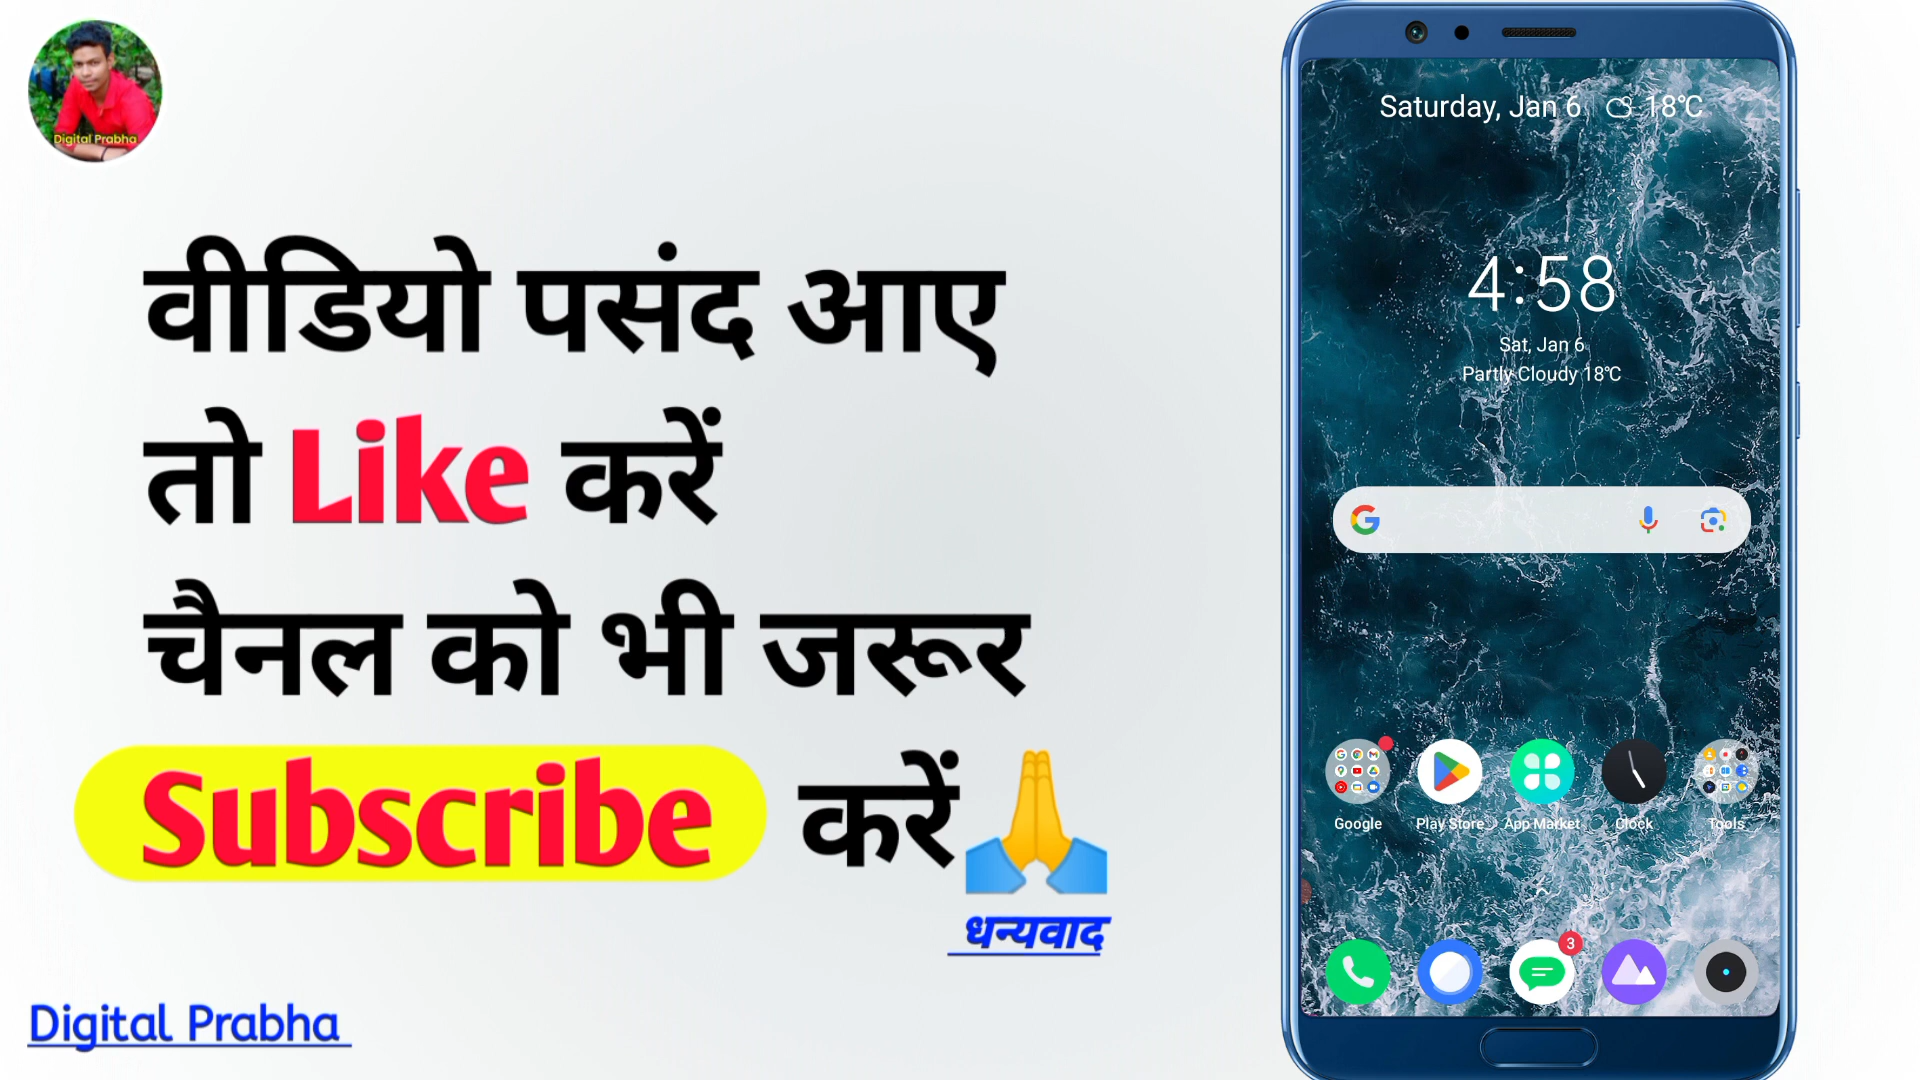 Digital Prabha
वीडियो पसंद आए
तो Like करें
चैनल को भी जरूर
Subscribe करें
धन्यवाद
Digital Prabha
Saturday, Jan 6 18°C
4:58
Sat, Jan 6
Partly Cloudy 18°C
Google Play Store App Market Clock Tools
3